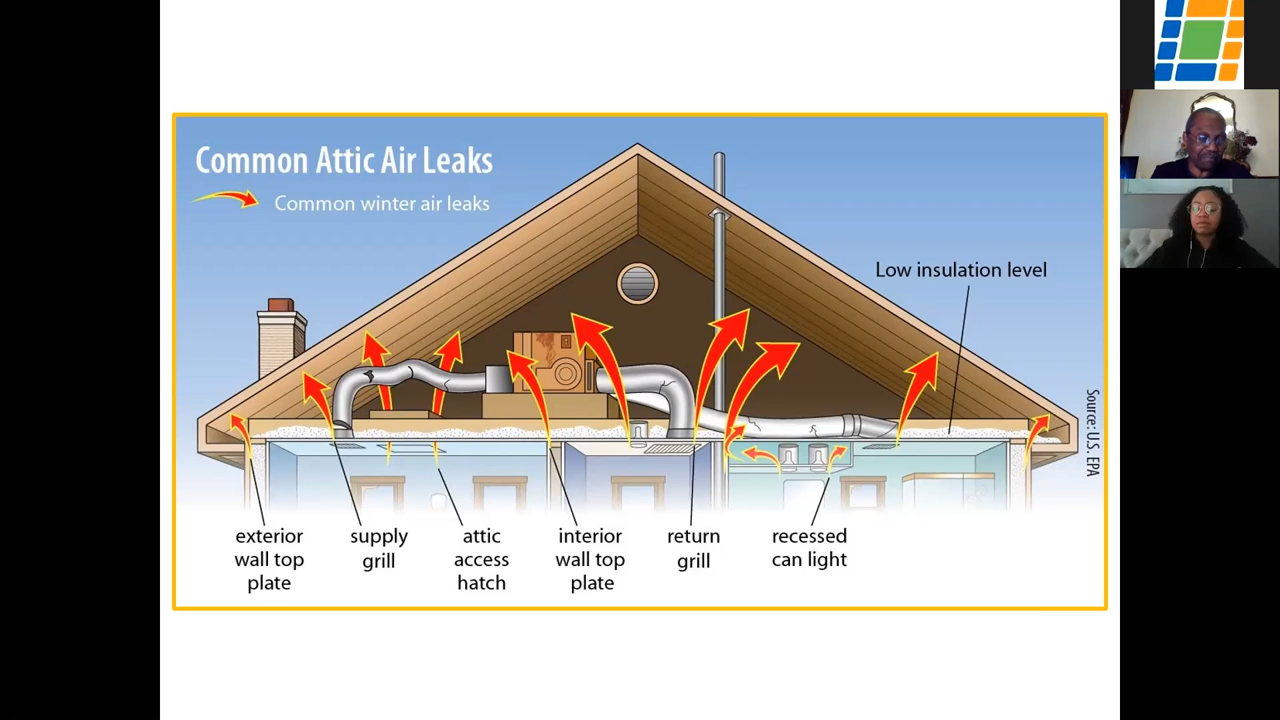 Common Attic Air Leaks
Common winter air leaks
Low insulation level
Source: U.S. EPA
exterior
wall top
plate
supply
grill
attic
access
hatch
interior
wall top
plate
return
grill
recessed
can light